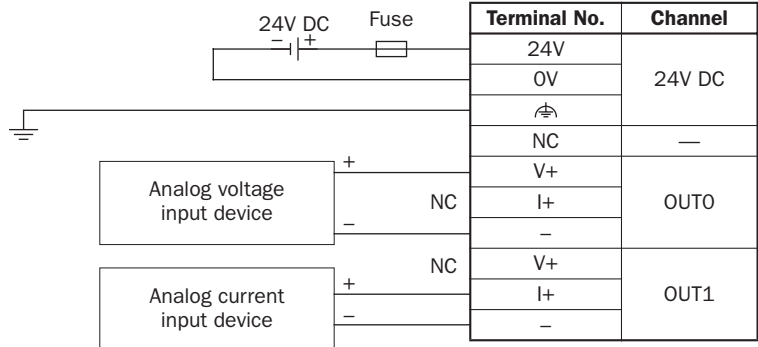 24V DC
− +
Fuse
Terminal No. Channel
24V
0V
24V DC
NC —
Analog voltage
input device
+
−
NC
V+
I+
–
OUT0
Analog current
input device
NC
+
−
V+
I+
–
OUT1